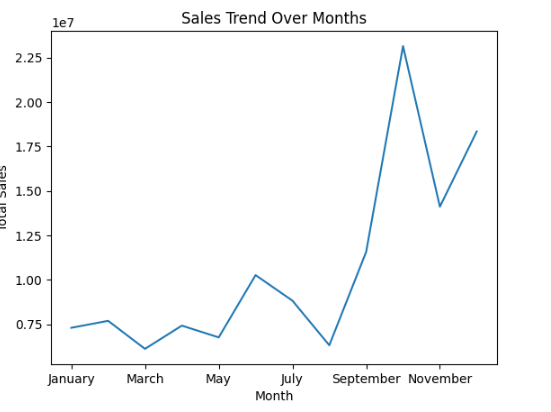 Sales Trend Over Months
1e7
2.25
2.00
1.75
1.50
1.25
1.00
0.75
Total Sales
January March May July September November
Month